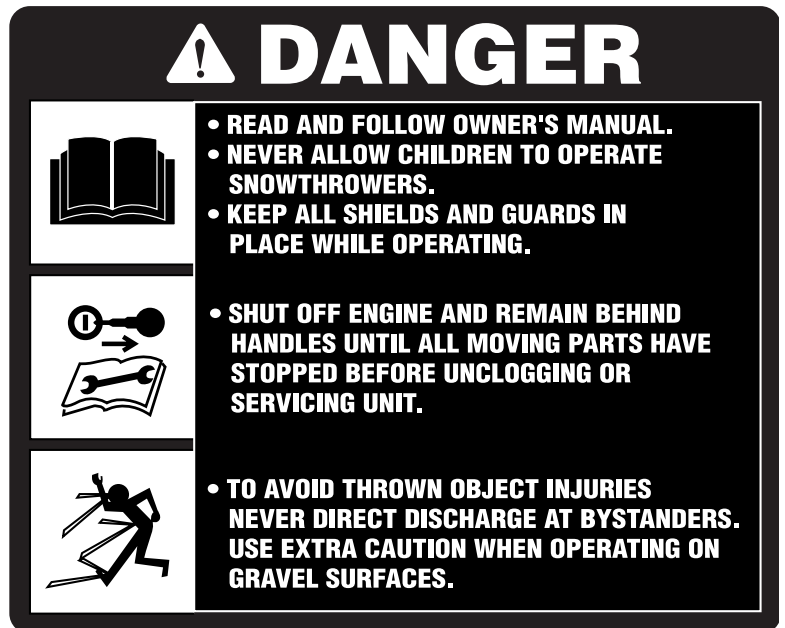 DANGER
• READ AND FOLLOW OWNER'S MANUAL.
• NEVER ALLOW CHILDREN TO OPERATE
SNOWTHROWERS.
• KEEP ALL SHIELDS AND GUARDS IN
PLACE WHILE OPERATING.
• SHUT OFF ENGINE AND REMAIN BEHIND
HANDLES UNTIL ALL MOVING PARTS HAVE
STOPPED BEFORE UNCLOGGING OR
SERVICING UNIT.
• TO AVOID THROWN OBJECT INJURIES
NEVER DIRECT DISCHARGE AT BYSTANDERS.
USE EXTRA CAUTION WHEN OPERATING ON
GRAVEL SURFACES.